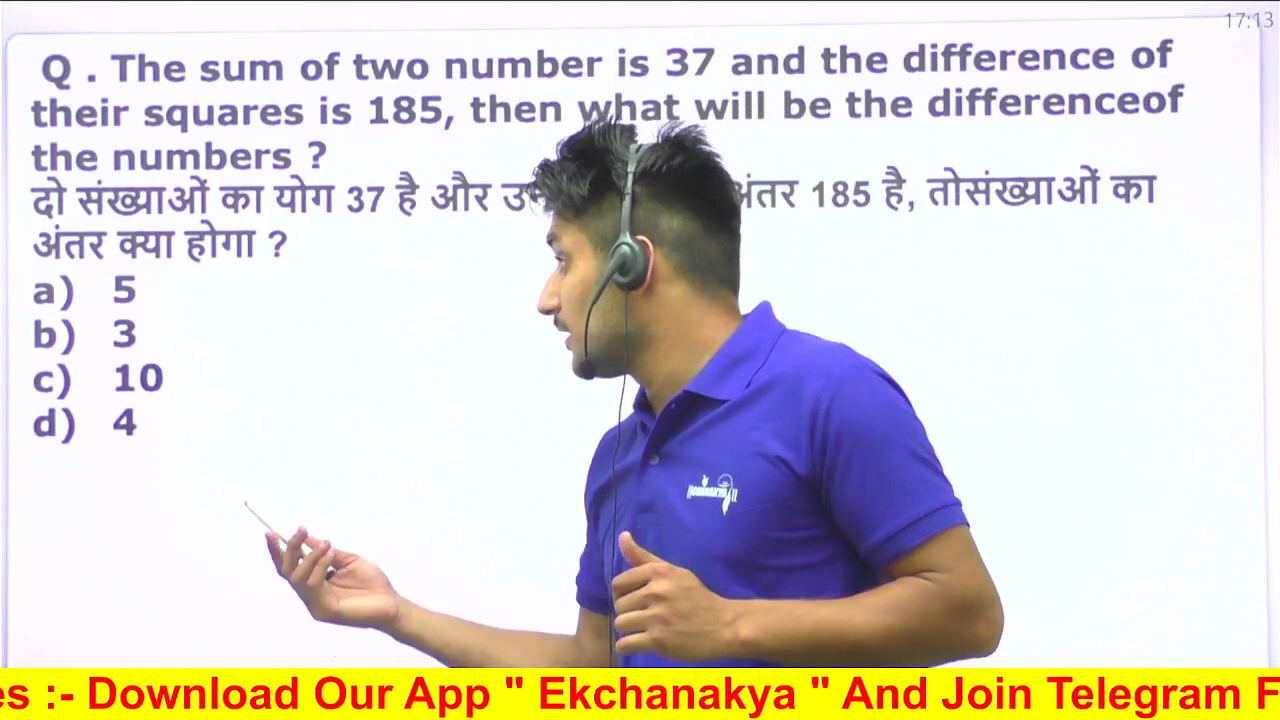 17:13
Q . The sum of two number is 37 and the difference of
their squares is 185, then what will be the differenceof
the numbers ?
दो संख्याओं का योग 37 है और अंतर 185 है, तोसंख्याओं का
अंतर क्या होगा ?
a) 5
b) 3
c) 10
d) 4
es :- Download Our App " Ekchanakya " And Join Telegram F